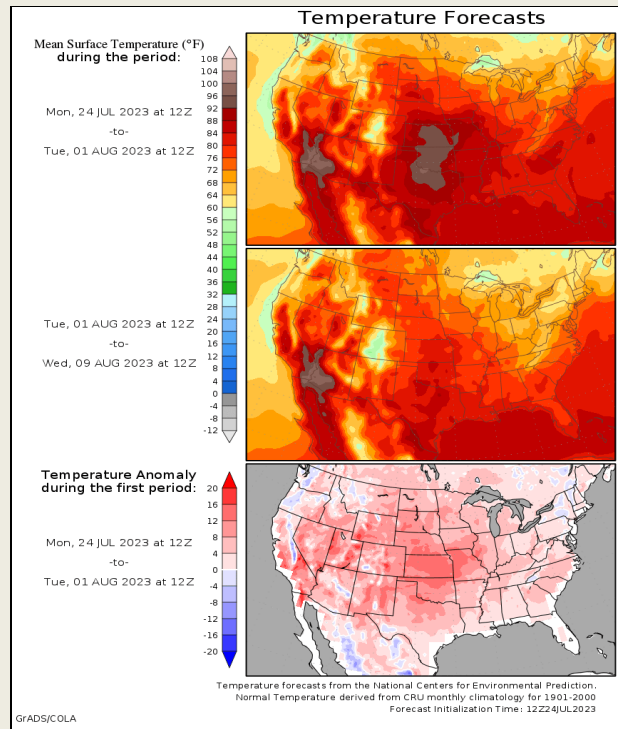 Temperature Forecasts
Mean Surface Temperature (°F)
during the period:
108
104
100
96
92
88
84
80
76
72
68
64
60
56
52
48
44
40
36
32
28
24
20
16
12
8
4
0
-4
-8
-12
Mon, 24 JUL 2023 at 12Z
-to-
Tue, 01 AUG 2023 at 12Z
Tue, 01 AUG 2023 at 12Z
-to-
Wed, 09 AUG 2023 at 12Z
Temperature Anomaly
during the first period:
20
16
12
8
4
0
-4
-8
-12
-16
-20
Mon, 24 JUL 2023 at 12Z
-to-
Tue, 01 AUG 2023 at 12Z
Temperature forecasts from the National Centers for Environmental Prediction.
Normal Temperature derived from CRU monthly climatology for 1901-2000
Forecast Initialization Time: 12Z24JUL2023
GrADS/COLA